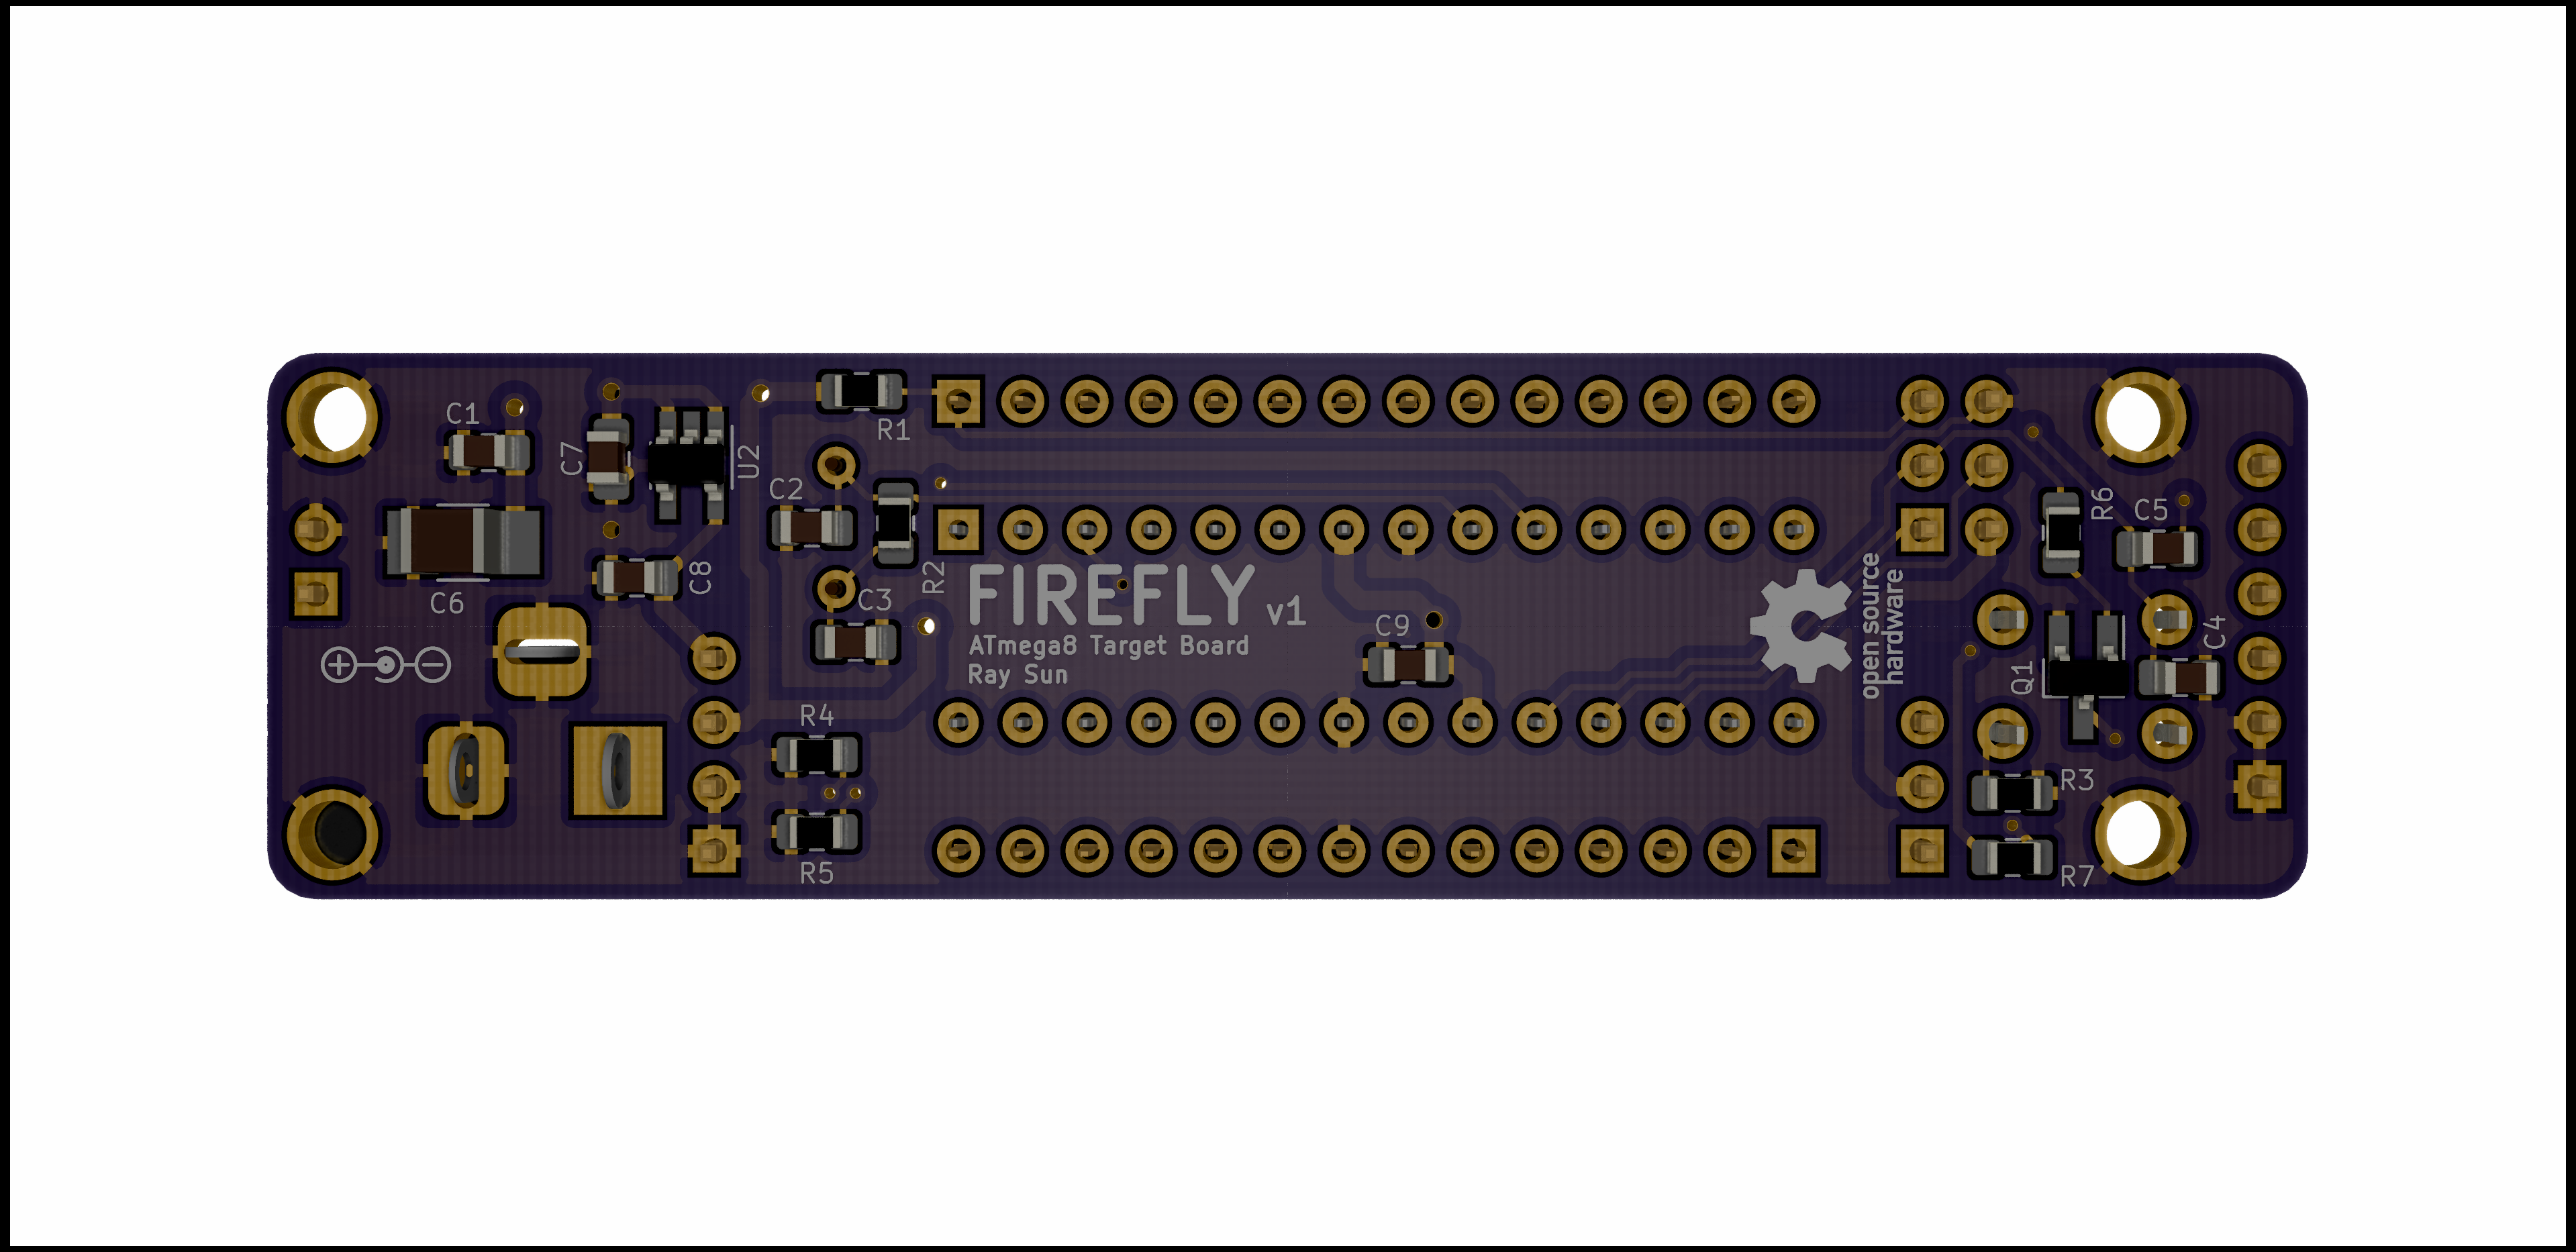 C1
R1
C7
U2
C2
R6
C5
C6
C8
R2
C3
FIREFLY v1
ATmega8 Target Board
Ray Sun
C9
open source
hardware
Q1
C4
R4
R3
R5
R7